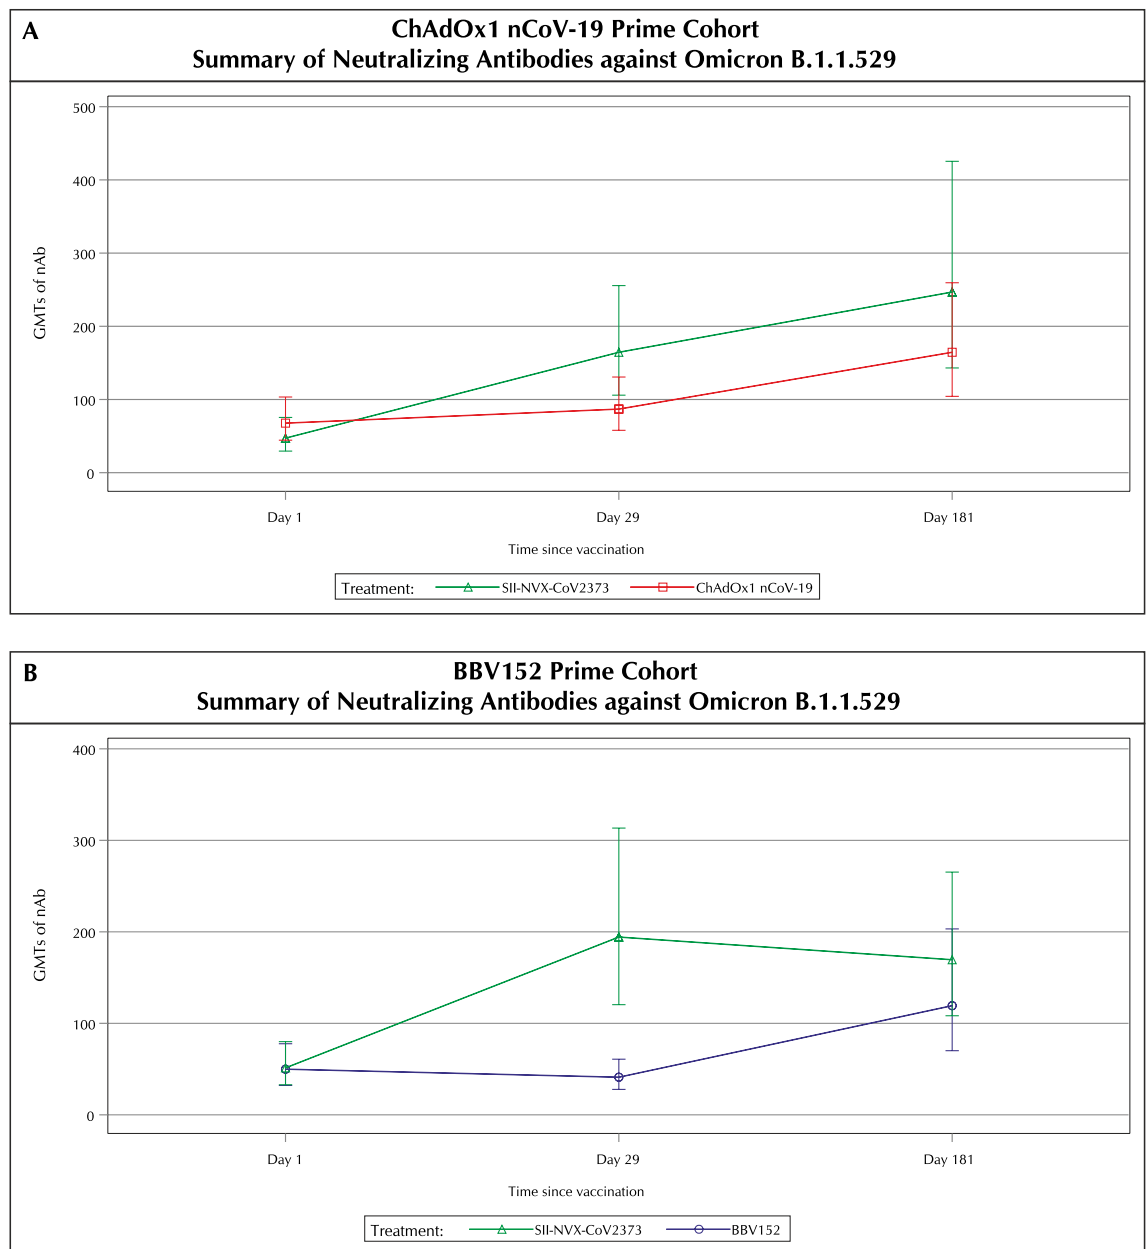 A
ChAdOx1 nCoV-19 Prime Cohort
Summary of Neutralizing Antibodies against Omicron B.1.1.529
500
400
300
200
100
0
GMTs of nAb
Day 1
Day 29
Day 181
Time since vaccination
Treatment: SII-NVX-CoV2373 ChAdOx1 nCoV-19
B
BBV152 Prime Cohort
Summary of Neutralizing Antibodies against Omicron B.1.1.529
400
300
200
100
0
GMTs of nAb
Day 1
Day 29
Day 181
Time since vaccination
Treatment: SII-NVX-CoV2373 BBV152